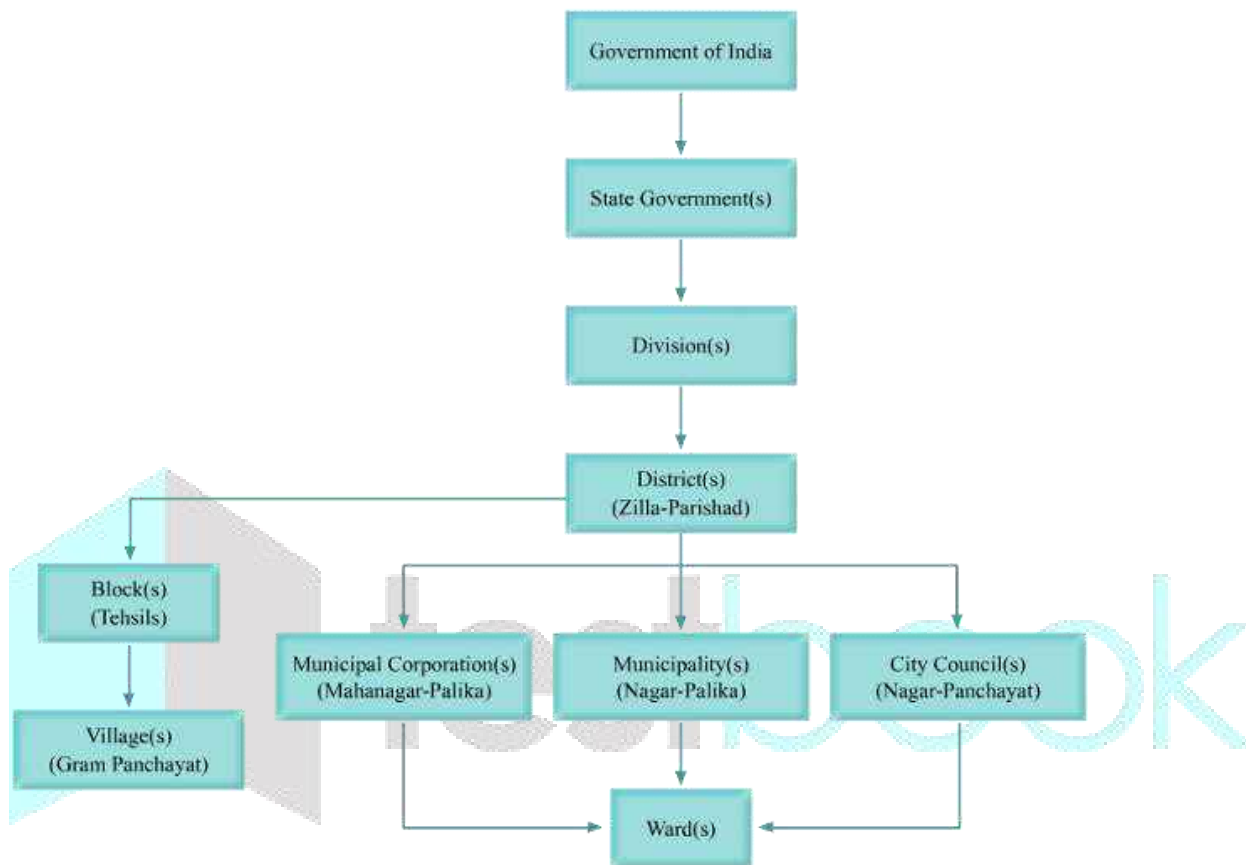 Government of India
State Government(s)
Division(s)
District(s)
(Zilla-Parishad)
Block(s)
(Tehsils)
Municipal Corporation(s)
(Mahanagar-Palika)
Municipality(s)
(Nagar-Palika)
City Council(s)
(Nagar-Panchayat)
Village(s)
(Gram Panchayat)
Ward(s)
testbook